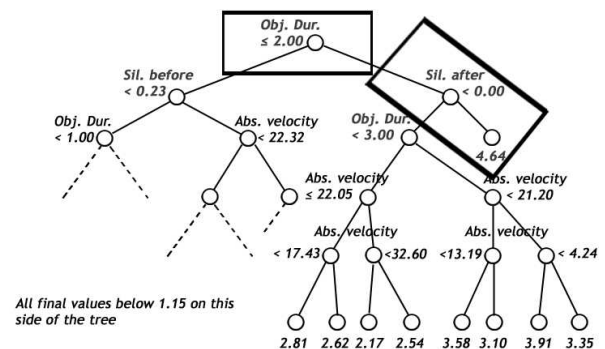 Obj. Dur.
≤ 2.00
Sil. before
< 0.23
Sil. after
< 0.00
Obj. Dur.
< 1.00
Abs. velocity
< 22.32
Obj. Dur.
< 3.00
4.64
Abs. velocity
≤ 22.05
Abs. velocity
< 21.20
Abs. velocity
< 17.43
<32.60
Abs. velocity
<13.19
< 4.24
All final values below 1.15 on this
side of the tree
2.81 2.62 2.17 2.54 3.58 3.10 3.91 3.35